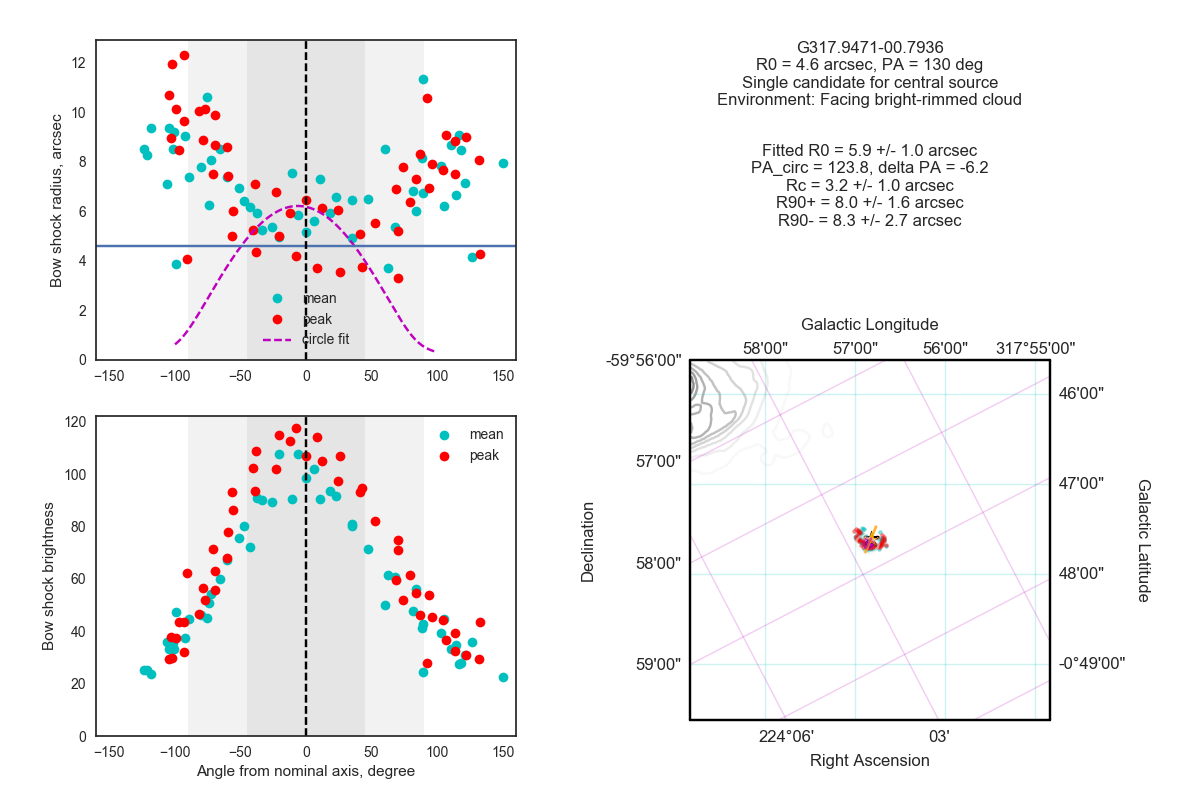 G317.9471-00.7936
R0 = 4.6 arcsec, PA = 130 deg
Single candidate for central source
Environment: Facing bright-rimmed cloud
Fitted R0 = 5.9 +/- 1.0 arcsec
PA_circ = 123.8, delta PA = -6.2
Rc = 3.2 +/- 1.0 arcsec
R90+ = 8.0 +/- 1.6 arcsec
R90- = 8.3 +/- 2.7 arcsec
Bow shock radius, arcsec
12
10
8
6
4
2
0
mean
peak
circle fit
−150 −100 −50 0 50 100 150
Bow shock brightness
120
100
80
60
40
20
0
mean
peak
−150 −100 −50 0 50 100 150
Angle from nominal axis, degree
Galactic Longitude
58'00" 57'00" 56'00" 317°55'00"
-59°56'00"
57'00"
58'00"
59'00"
Declination
46'00"
47'00"
48'00"
-0°49'00"
Galactic Latitude
224°06' 03'
Right Ascension